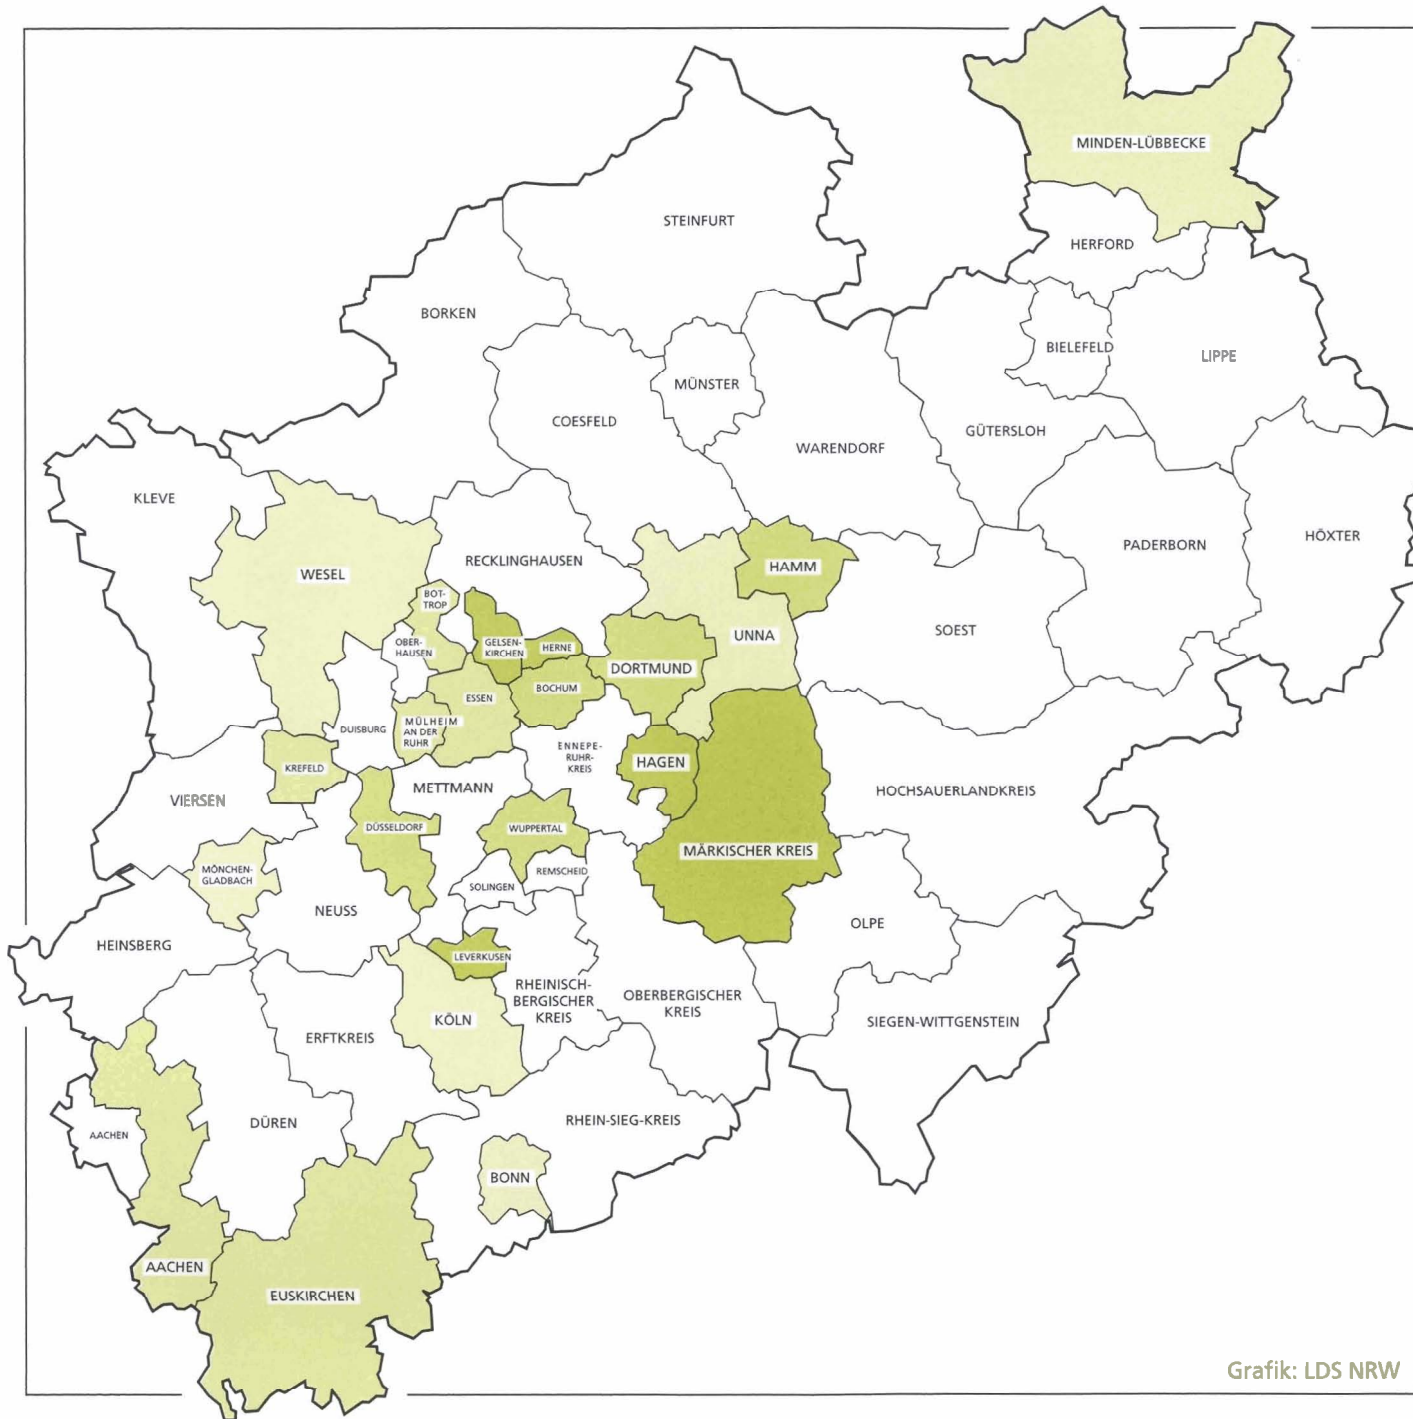 MINDEN-LÜBBECKE
STEINFURT
HERFORD
BORKEN
BIELEFELD
LIPPE
MÜNSTER
COESFELD
GÜTERSLOH
WARENDORF
KLEVE
HÖXTER
PADERBORN
RECKLINGHAUSEN
HAMM
WESEL
BOT-
TROP
UNNA
SOEST
OBER-
HAUSEN
GELSEN-
KIRCHEN
HERNE
DORTMUND
BOCHUM
ESSEN
DUISBURG
MÜLHEIM
AN DER
RUHR
ENNEPE-
RUHR-
KREIS
HAGEN
KREFELD
METTMANN
HOCHSAUERLANDKREIS
VIERSEN
DÜSSELDORF
WUPPERTAL
MÄRKISCHER KREIS
MÖNCHEN-
GLADBACH
REMSCHEID
SOLINGEN
NEUSS
OLPE
HEINSBERG
LEVERKUSEN
RHEINISCH-
BERGISCHER
KREIS
OBERBERGISCHER
KREIS
KÖLN
SIEGEN-WITTGENSTEIN
ERFTKREIS
DÜREN
RHEIN-SIEG-KREIS
AACHEN
BONN
AACHEN
EUSKIRCHEN
Grafik: LDS NRW